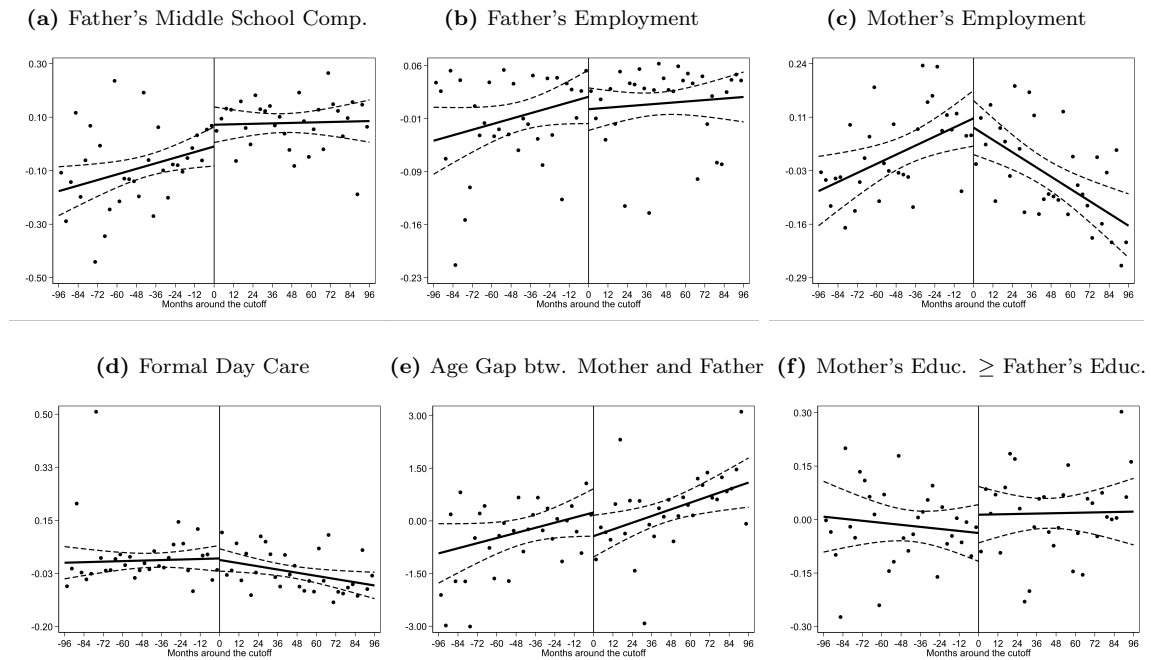 (a) Father's Middle School Comp.
(b) Father's Employment
(c) Mother's Employment
0.30
0.10
-0.10
-0.30
-0.50
-96 -84 -72 -60 -48 -36 -24 -12 0 12 24 36 48 60 72 84 96
Months around the cutoff
0.06
-0.01
-0.09
-0.16
-0.23
-96 -84 -72 -60 -48 -36 -24 -12 0 12 24 36 48 60 72 84 96
Months around the cutoff
0.24
0.11
-0.03
-0.16
-0.29
-96 -84 -72 -60 -48 -36 -24 -12 0 12 24 36 48 60 72 84 96
Months around the cutoff
(d) Formal Day Care
(e) Age Gap btw. Mother and Father
(f) Mother's Educ. ≥ Father's Educ.
0.50
0.33
0.15
-0.03
-0.20
-96 -84 -72 -60 -48 -36 -24 -12 0 12 24 36 48 60 72 84 96
Months around the cutoff
3.00
1.50
0.00
-1.50
-3.00
-96 -84 -72 -60 -48 -36 -24 -12 0 12 24 36 48 60 72 84 96
Months around the cutoff
0.30
0.15
0.00
-0.15
-0.30
-96 -84 -72 -60 -48 -36 -24 -12 0 12 24 36 48 60 72 84 96
Months around the cutoff